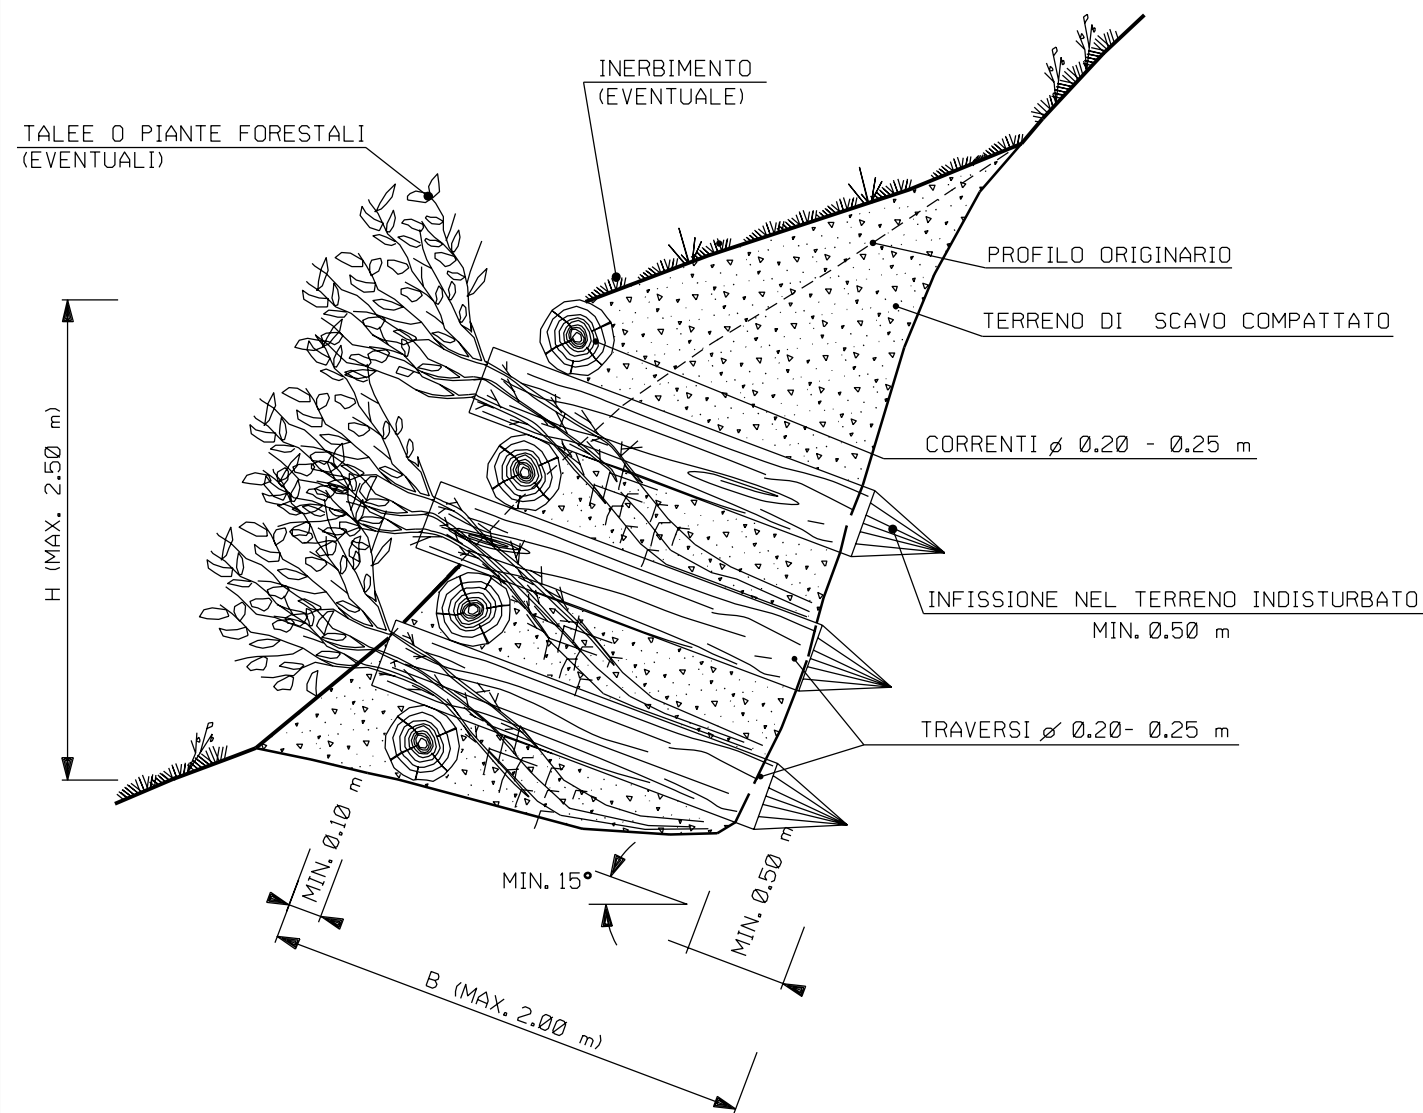 INERBIMENTO
(EVENTUALE)
TALEE O PIANTE FORESTALI
(EVENTUALI)
PROFILO ORIGINARIO
TERRENO DI SCAVO COMPATTATO
H (MAX. 2.50 m)
CORRENTI ø 0.20 - 0.25 m
INFISSIONE NEL TERRENO INDISTURBATO
MIN. 0.50 m
TRAVERSI ø 0.20- 0.25 m
MIN. 0.10 m
MIN. 15°
MIN. 0.50 m
B (MAX. 2.00 m)